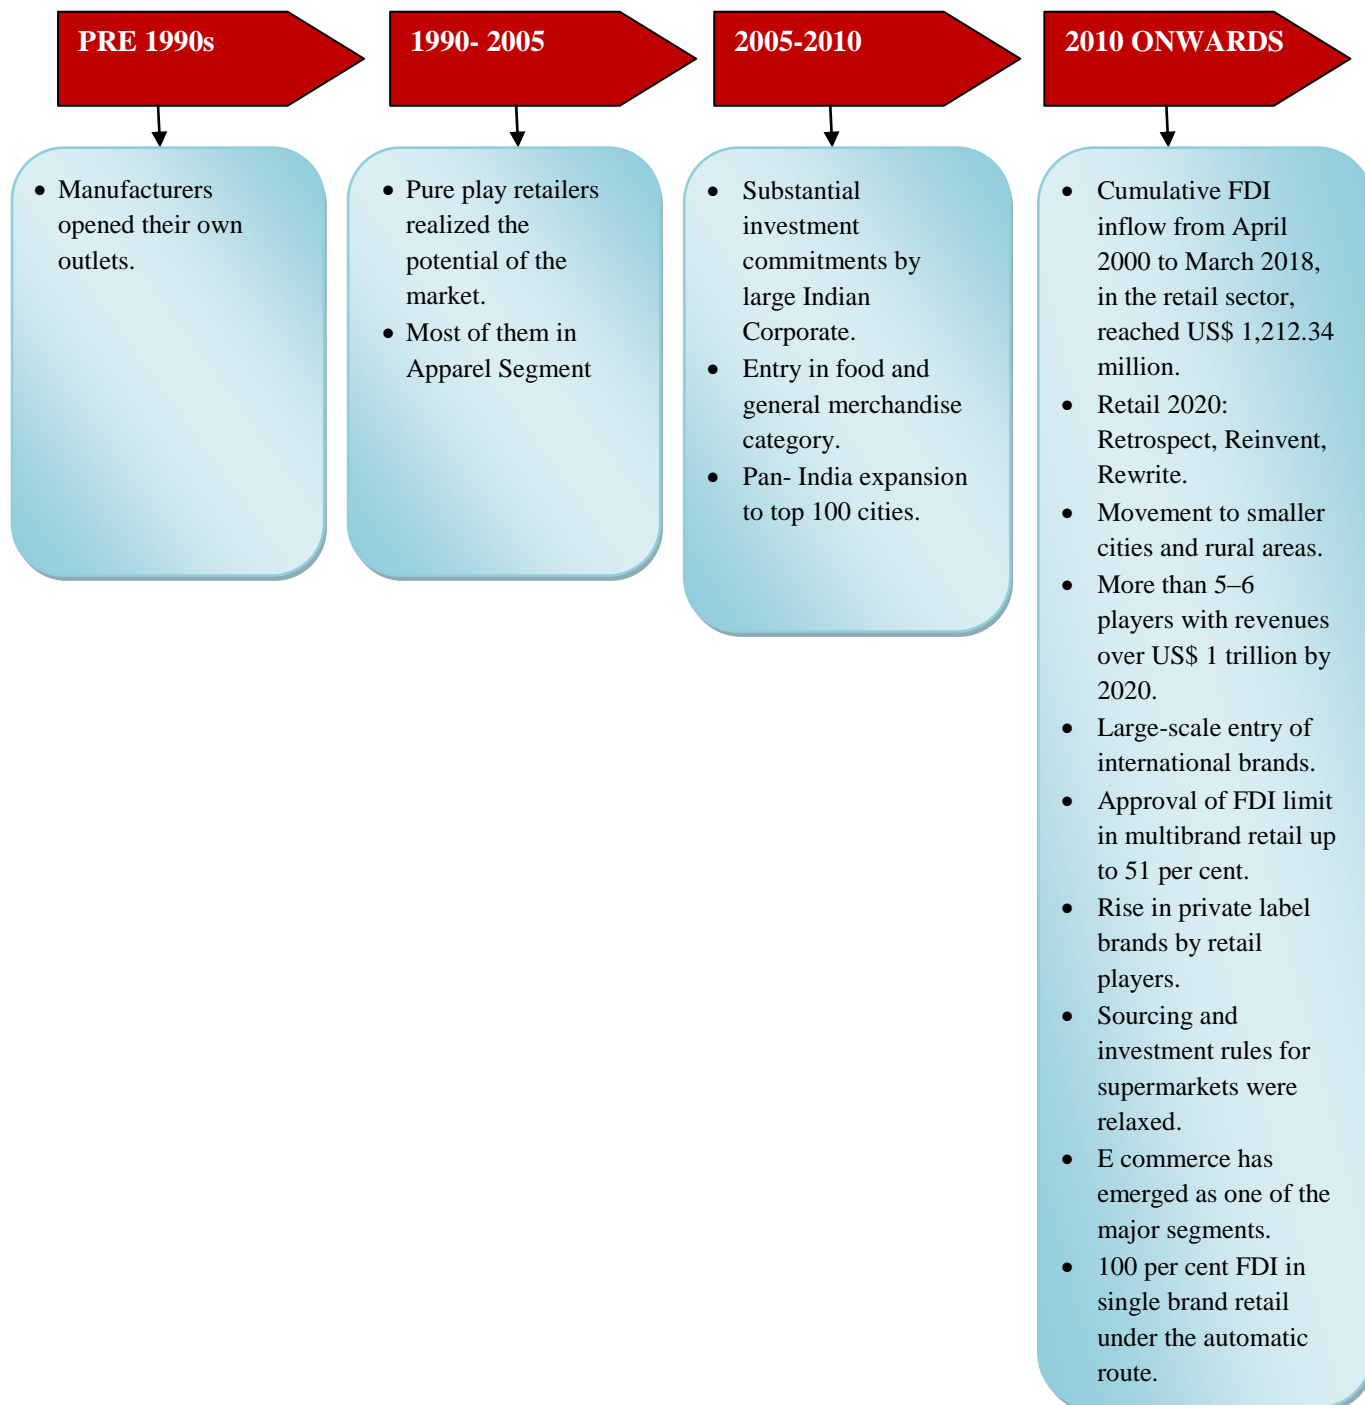 PRE 1990s
1990- 2005
2005-2010
2010 ONWARDS
• Manufacturers
opened their own
outlets.
• Pure play retailers
realized the
potential of the
market.
• Most of them in
Apparel Segment
• Substantial
investment
commitments by
large Indian
Corporate.
• Entry in food and
general merchandise
category.
• Pan- India expansion
to top 100 cities.
• Cumulative FDI
inflow from April
2000 to March 2018,
in the retail sector,
reached US$ 1,212.34
million.
• Retail 2020:
Retrospect, Reinvent,
Rewrite.
• Movement to smaller
cities and rural areas.
• More than 5–6
players with revenues
over US$ 1 trillion by
2020.
• Large-scale entry of
international brands.
• Approval of FDI limit
in multibrand retail up
to 51 per cent.
• Rise in private label
brands by retail
players.
• Sourcing and
investment rules for
supermarkets were
relaxed.
• E commerce has
emerged as one of the
major segments.
• 100 per cent FDI in
single brand retail
under the automatic
route.